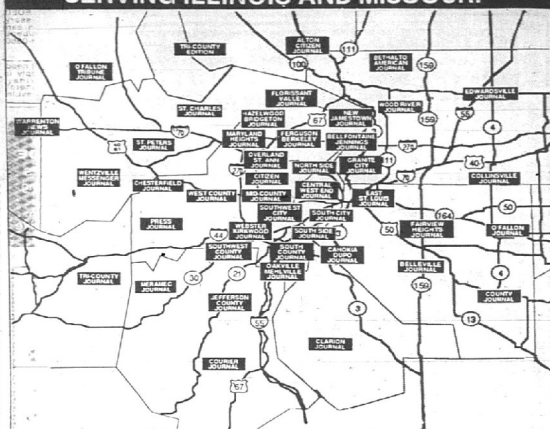 SERVING ILLINOIS AND MISSOURI
TRI-COUNTY
EDITION
ALTON
CITIZEN
JOURNAL
111
BETHALTO
AMERICAN
JOURNAL
159
O'FALLON
TRIBUNE
JOURNAL
FLORISSANT
VALLEY
JOURNAL
EDWARDSVILLE
JOURNAL
ST. CHARLES
JOURNAL
HAZELWOOD
BRIDGETON
JOURNAL
67
NEW
JAMESTOWN
JOURNAL
WOOD RIVER
JOURNAL
159
55
4
WARRENTON
NEWS
JOURNAL
70
ST. PETERS
JOURNAL
MARYLAND
HEIGHTS
JOURNAL
FERGUSON
BERKELEY
JOURNAL
BELLFONTAINE
JENNINGS
JOURNAL
270
OVERLAND
ST. ANN
JOURNAL
NORTH SIDE
JOURNAL
GRANITE
CITY
JOURNAL
111
40
WENTZVILLE
MESSENGER
JOURNAL
CHESTERFIELD
JOURNAL
CITIZEN
JOURNAL
70
COLLINSVILLE
JOURNAL
WEST COUNTY
JOURNAL
MID-COUNTY
JOURNAL
CENTRAL
WEST END
JOURNAL
EAST
ST. LOUIS
JOURNAL
50
PRESS
JOURNAL
SOUTHWEST
CITY
JOURNAL
SOUTH CITY
JOURNAL
164
44
WEBSTER
KIRKWOOD
JOURNAL
SOUTH SIDE
JOURNAL
3
50
FAIRVIEW
HEIGHTS
JOURNAL
O'FALLON
JOURNAL
SOUTHWEST
COUNTY
JOURNAL
SOUTH
COUNTY
JOURNAL
CAHOKIA
DUPO
JOURNAL
TRI-COUNTY
JOURNAL
MERAMEC
JOURNAL
30
21
OAKVILLE
MEHLVILLE
JOURNAL
BELLEVILLE
JOURNAL
159
4
COUNTY
JOURNAL
JEFFERSON
COUNTY
JOURNAL
55
3
13
CLARION
JOURNAL
COURIER
JOURNAL
67